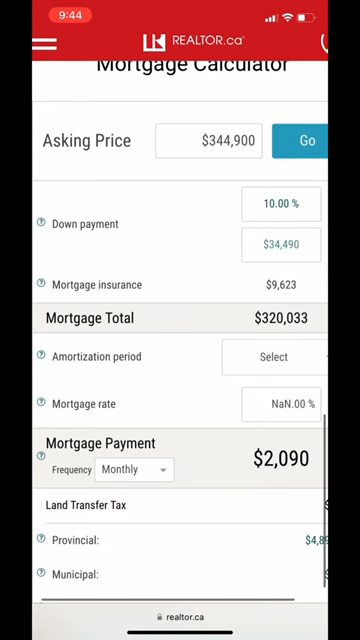 9:44
REALTOR.ca
Mortgage Calculator
Asking Price $344,900 Go
10.00 %
Down payment
$34,490
Mortgage insurance $9,623
Mortgage Total $320,033
Amortization period Select
Mortgage rate NaN.00 %
Mortgage Payment
$2,090
Frequency Monthly
Land Transfer Tax
Provincial:
Municipal:
realtor.ca